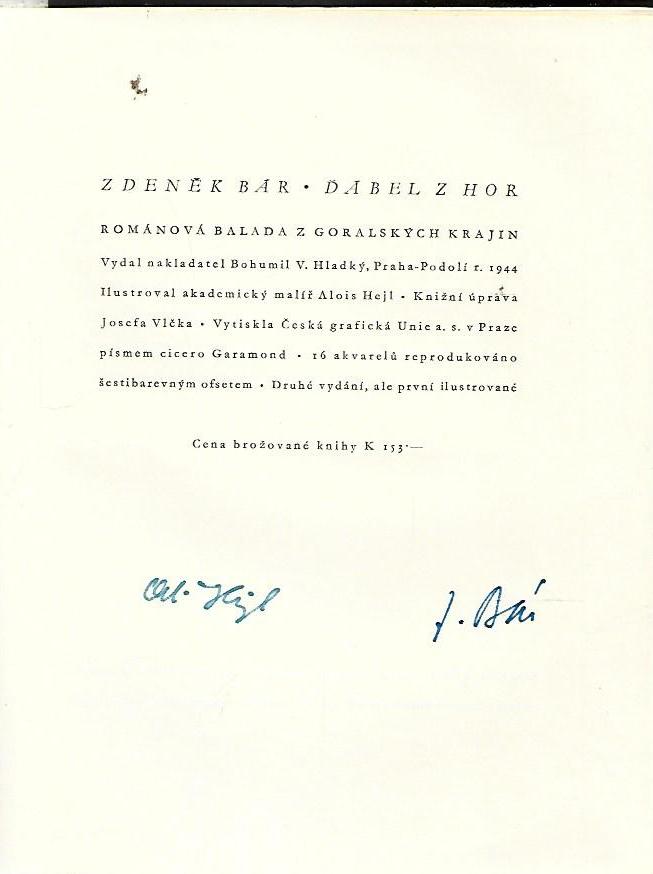 ZDENĚK BÁR • ĎÁBEL Z HOR
ROMÁNOVÁ BALADA Z GORALSKÝCH KRAJIN
Vydal nakladatel Bohumil V. Hladký, Praha-Podolí r. 1944
Ilustroval akademický malíř Alois Hejl • Knižní úprava
Josefa Vlčka • Vytiskla Česká grafická Unie a. s. v Praze
písmem cicero Garamond • 16 akvarelů reprodukováno
šestibarevným ofsetem • Druhé vydání, ale první ilustrované
Cena brožované knihy K 153·—
Al. Hejl
Z. Bár